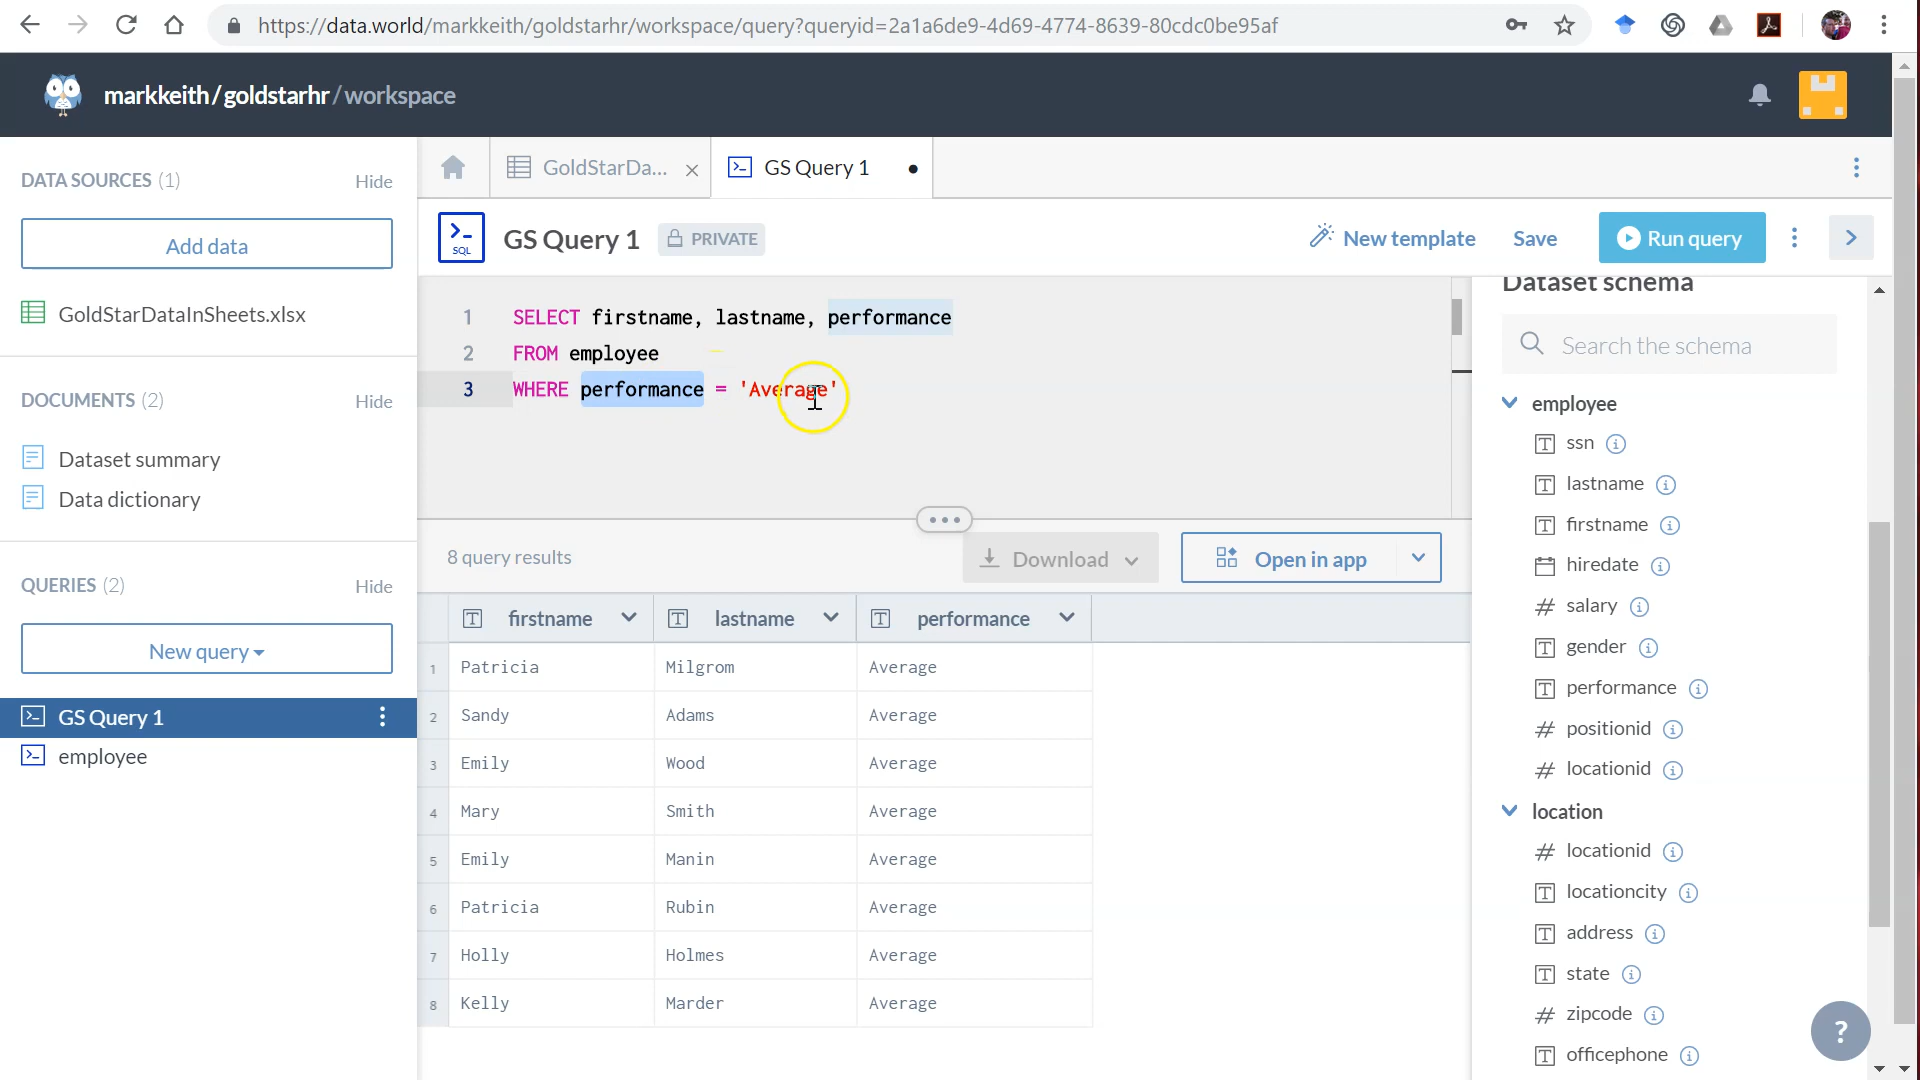 https://data.world/markkeith/goldstarhr/workspace/query?queryid=2a1a6de9-4d69-4774-8639-80cdc0be95af
markkeith/goldstarhr/workspace
DATA SOURCES (1)
Hide
Add data
GoldStarDataInSheets.xlsx
DOCUMENTS (2)
Hide
Dataset summary
Data dictionary
QUERIES (2)
Hide
New query
GS Query 1
employee
GoldStarDa...
GS Query 1
SQL
GS Query 1
PRIVATE
New template
Save
Run query
1 SELECT firstname, lastname, performance
2 FROM employee
3 WHERE performance = 'Average'
8 query results
Download
Open in app
firstname lastname performance
1 Patricia Milgrom Average
2 Sandy Adams Average
3 Emily Wood Average
4 Mary Smith Average
5 Emily Manin Average
6 Patricia Rubin Average
7 Holly Holmes Average
8 Kelly Marder Average
Dataset schema
Search the schema
employee
ssn
lastname
firstname
hiredate
# salary
gender
performance
# positionid
# locationid
location
# locationid
locationcity
address
state
# zipcode
officephone
?